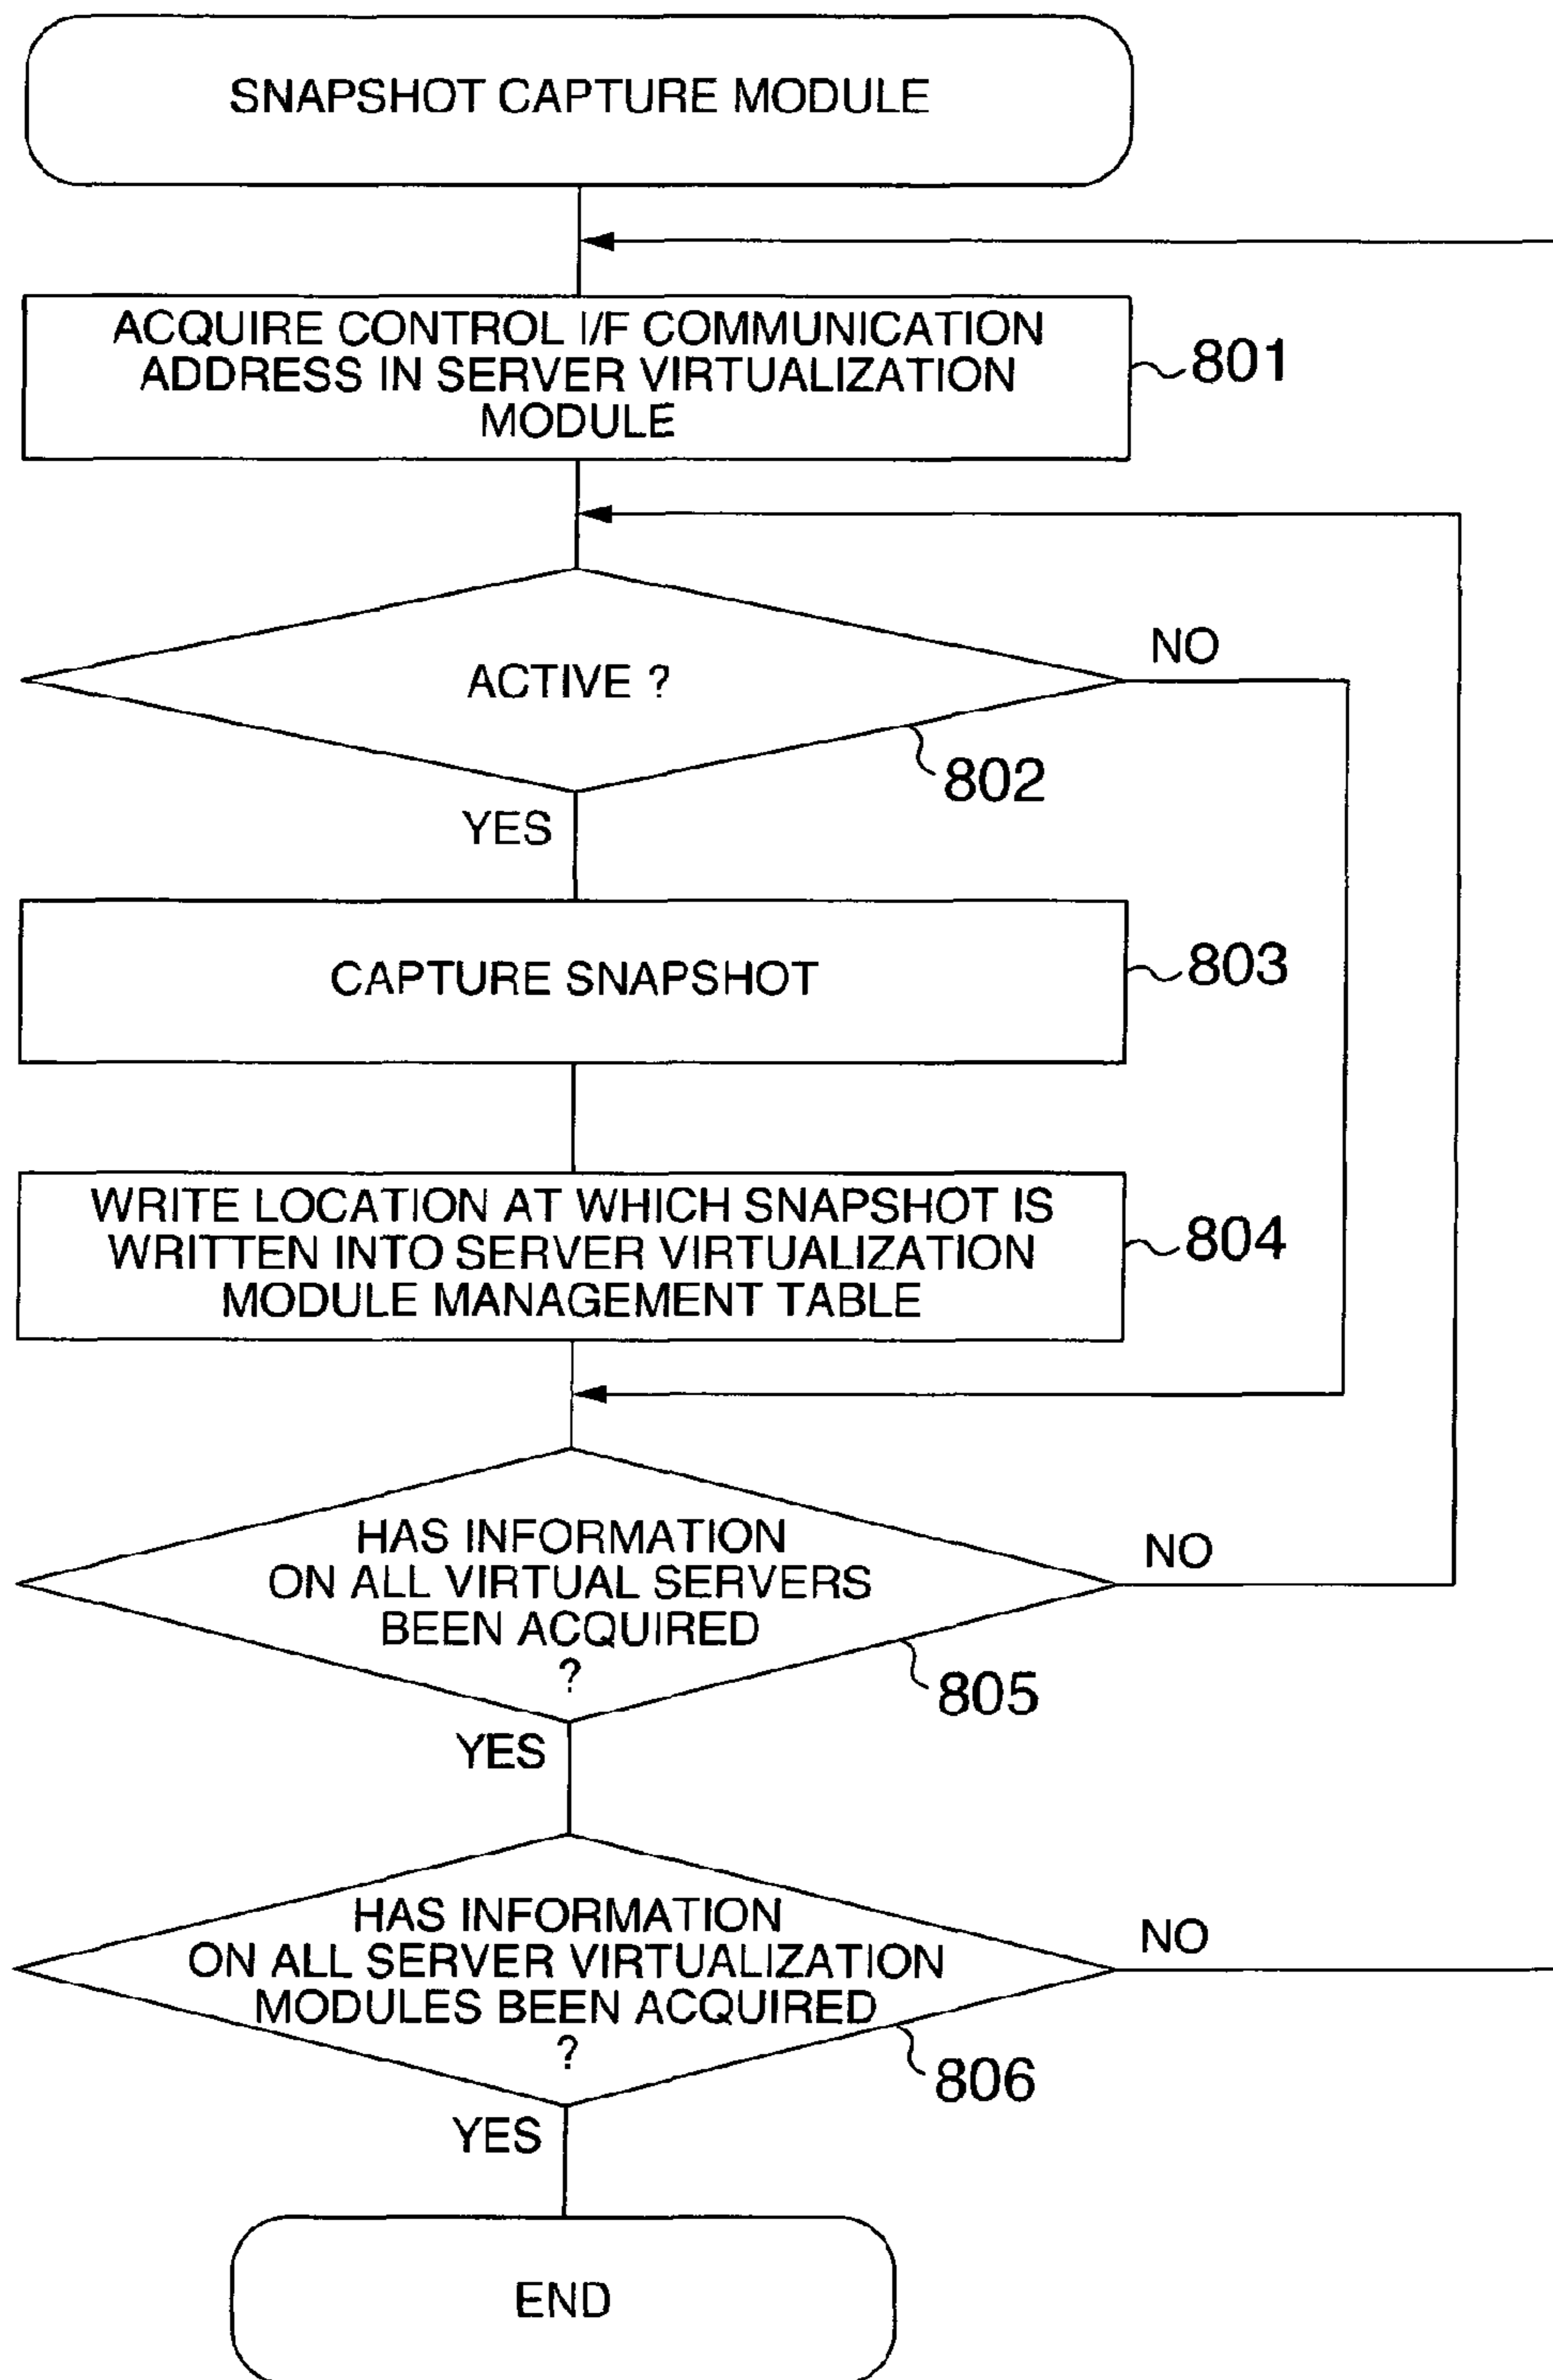 SNAPSHOT CAPTURE MODULE
ACQUIRE CONTROL I/F COMMUNICATION
ADDRESS IN SERVER VIRTUALIZATION
MODULE
801
ACTIVE ?
NO
802
YES
CAPTURE SNAPSHOT
803
WRITE LOCATION AT WHICH SNAPSHOT IS
WRITTEN INTO SERVER VIRTUALIZATION
MODULE MANAGEMENT TABLE
804
HAS INFORMATION
ON ALL VIRTUAL SERVERS
BEEN ACQUIRED
?
NO
805
YES
HAS INFORMATION
ON ALL SERVER VIRTUALIZATION
MODULES BEEN ACQUIRED
?
NO
806
YES
END